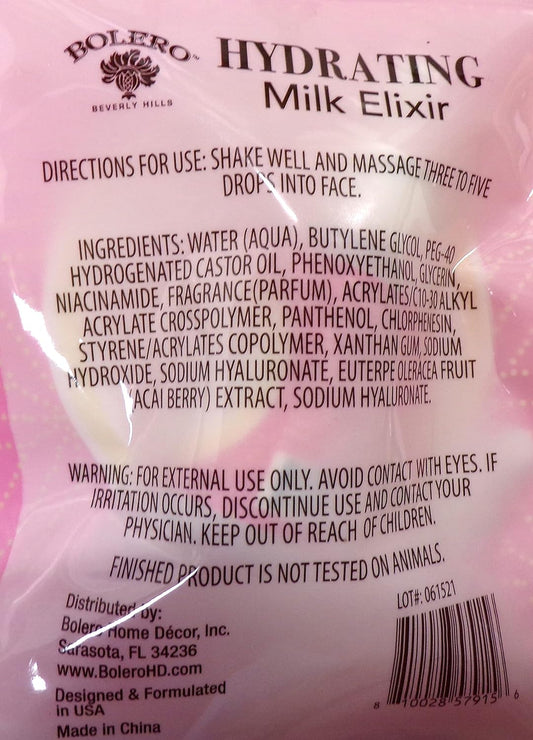 BOLERO™
BEVERLY HILLS
HYDRATING
Milk Elixir
DIRECTIONS FOR USE: SHAKE WELL AND MASSAGE THREE TO FIVE
DROPS INTO FACE.
INGREDIENTS: WATER (AQUA), BUTYLENE GLYCOL, PEG-40
HYDROGENATED CASTOR OIL, PHENOXYETHANOL, GLYCERIN,
NIACINAMIDE, FRAGRANCE(PARFUM), ACRYLATES/C10-30 ALKYL
ACRYLATE CROSSPOLYMER, PANTHENOL, CHLORPHENESIN,
STYRENE/ACRYLATES COPOLYMER, XANTHAN GUM, SODIUM
HYDROXIDE, SODIUM HYALURONATE, EUTERPE OLERACEA FRUIT
(ACAI BERRY) EXTRACT, SODIUM HYALURONATE.
WARNING: FOR EXTERNAL USE ONLY. AVOID CONTACT WITH EYES. IF
IRRITATION OCCURS, DISCONTINUE USE AND CONTACT YOUR
PHYSICIAN. KEEP OUT OF REACH OF CHILDREN.
FINISHED PRODUCT IS NOT TESTED ON ANIMALS.
Distributed by:
Bolero Home Décor, Inc.
Sarasota, FL 34236
www.BoleroHD.com
Designed & Formulated
in USA
Made in China
LOT#: 061521
8 10028 57915 6